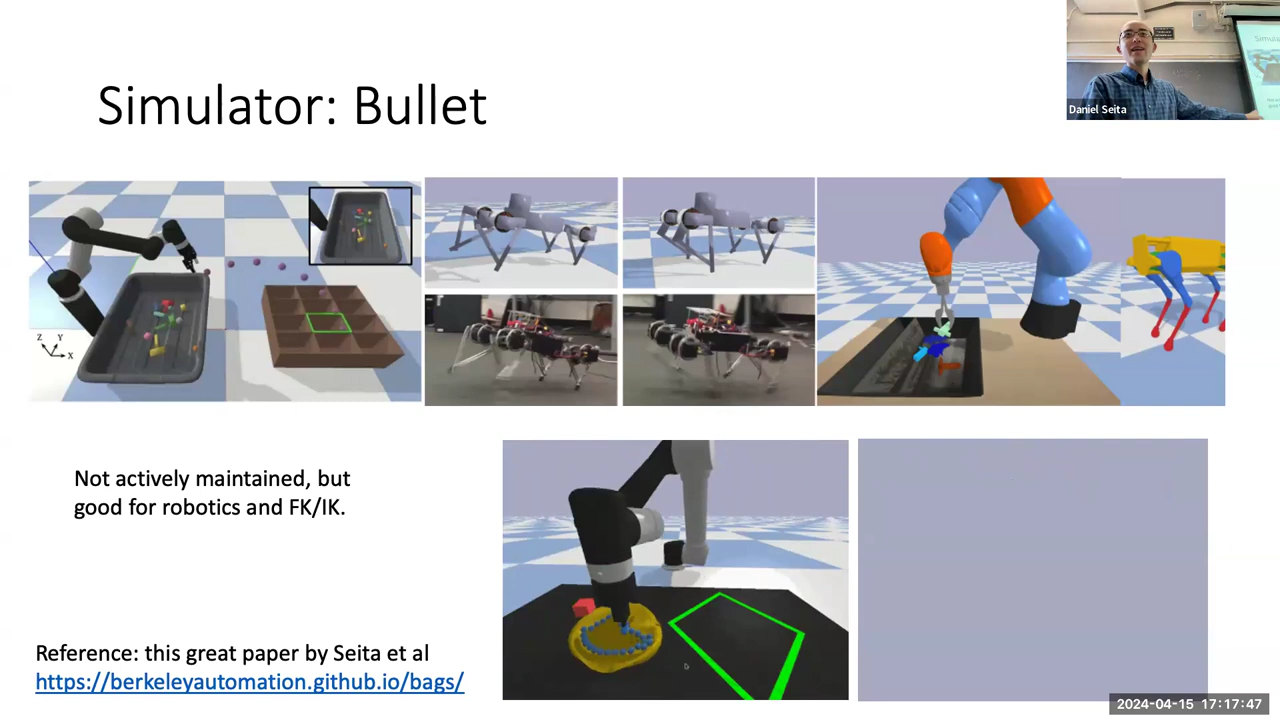 Simulator: Bullet
Daniel Seita
Z
Y
X
Not actively maintained, but
good for robotics and FK/IK.
Reference: this great paper by Seita et al
https://berkeleyautomation.github.io/bags/
2024-04-15 17:17:47